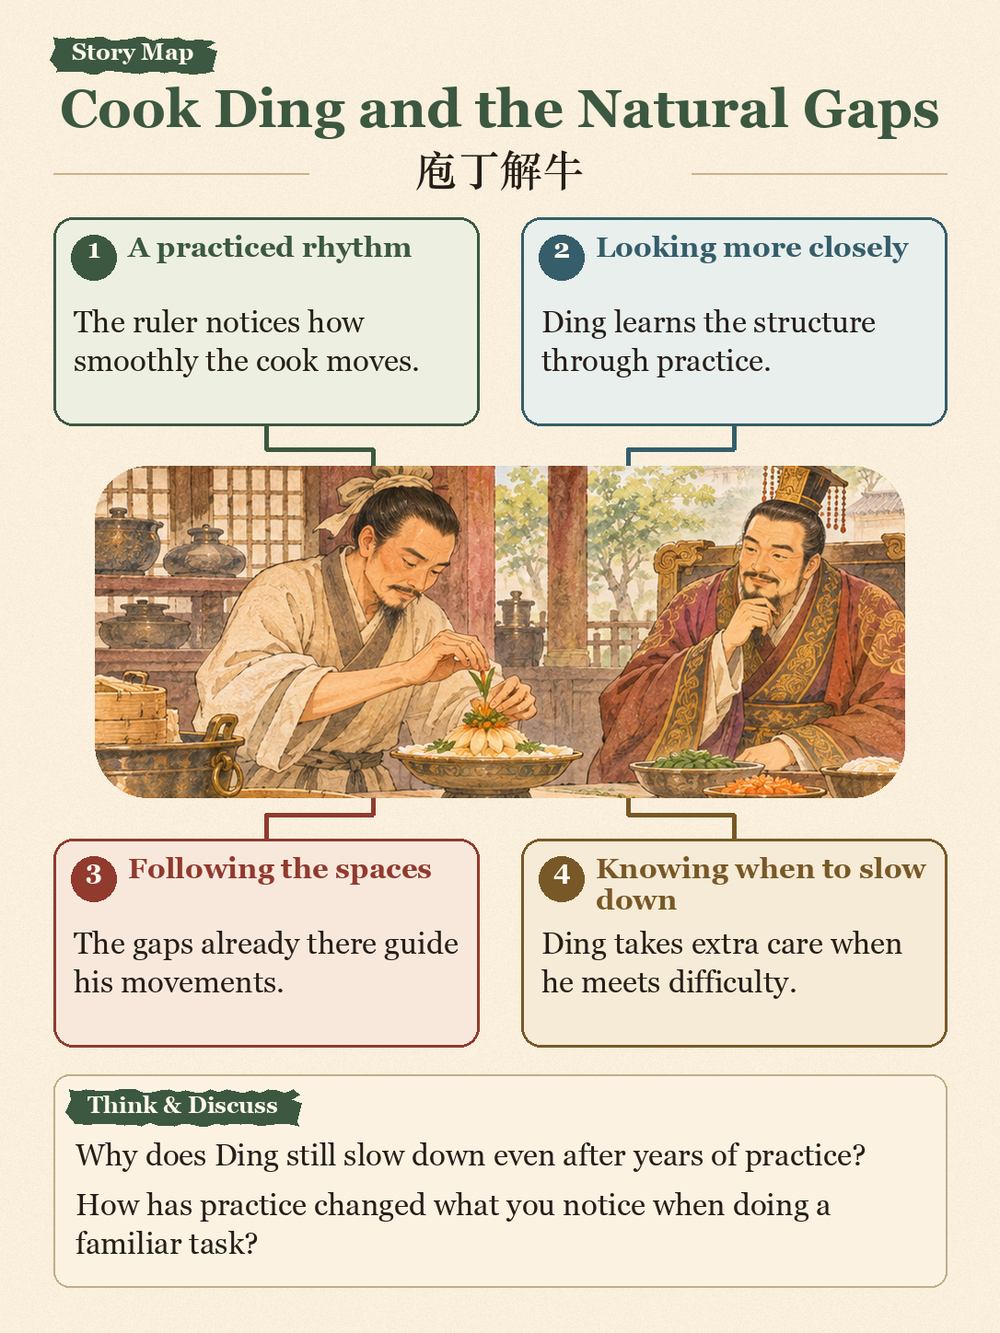 Story Map
Cook Ding and the Natural Gaps
庖丁解牛
1 A practiced rhythm
The ruler notices how
smoothly the cook moves.
2 Looking more closely
Ding learns the structure
through practice.
3 Following the spaces
The gaps already there guide
his movements.
4 Knowing when to slow
down
Ding takes extra care when
he meets difficulty.
Think & Discuss
Why does Ding still slow down even after years of practice?
How has practice changed what you notice when doing a
familiar task?